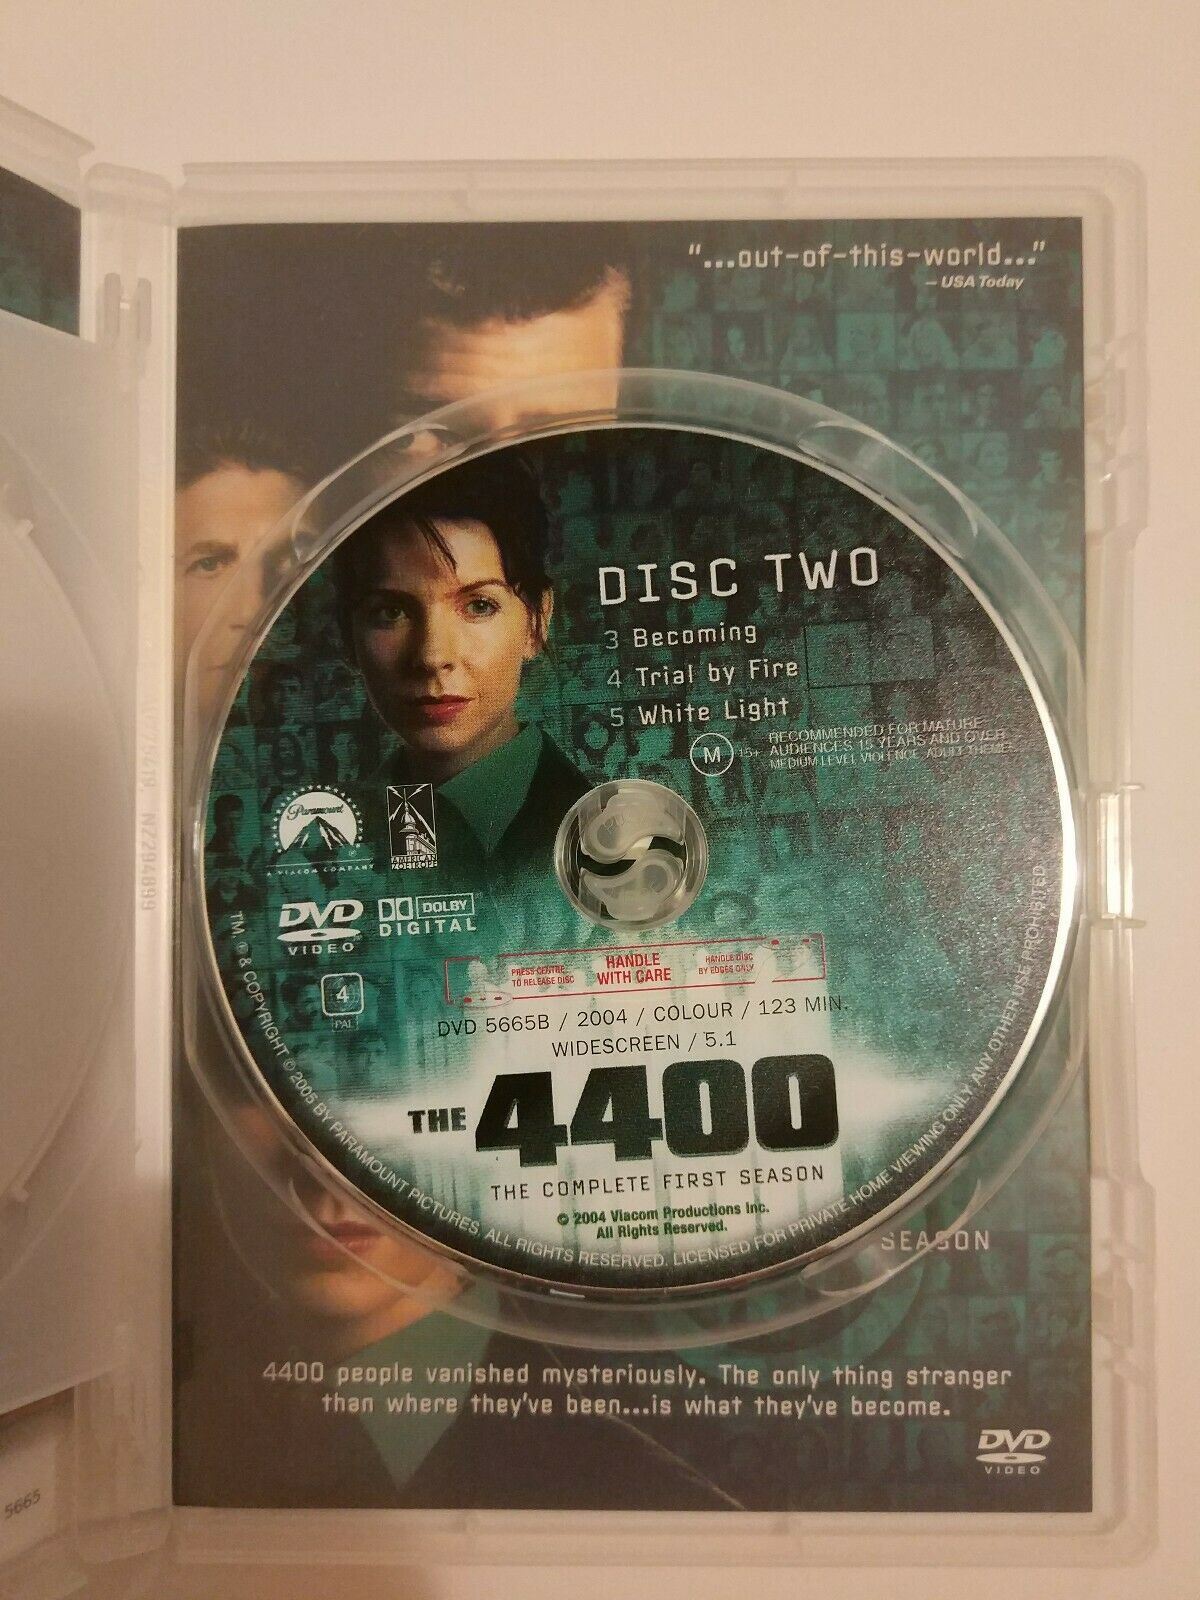 "...out-of-this-world..."
– USA Today
DISC TWO
3 Becoming
4 Trial by Fire
5 White Light
M 15+
RECOMMENDED FOR MATURE
AUDIENCES 15 YEARS AND OVER
MEDIUM LEVEL VIOLENCE, ADULT THEMES
Paramount
A VIACOM COMPANY
AMERICAN
ZOETROPE
DVD
VIDEO
DOLBY
DIGITAL
4
PAL
PRESS CENTRE
TO RELEASE DISC
HANDLE
WITH CARE
HANDLE DISC
BY EDGES ONLY
DVD 5665B / 2004 / COLOUR / 123 MIN.
WIDESCREEN / 5.1
THE 4400
THE COMPLETE FIRST SEASON
© 2004 Viacom Productions Inc.
All Rights Reserved.
TM, ® & COPYRIGHT © 2005 BY PARAMOUNT PICTURES. ALL RIGHTS RESERVED. LICENSED FOR PRIVATE HOME VIEWING ONLY. ANY OTHER USE PROHIBITED.
SEASON
4400 people vanished mysteriously. The only thing stranger
than where they've been...is what they've become.
DVD
VIDEO
NZ294899
5665